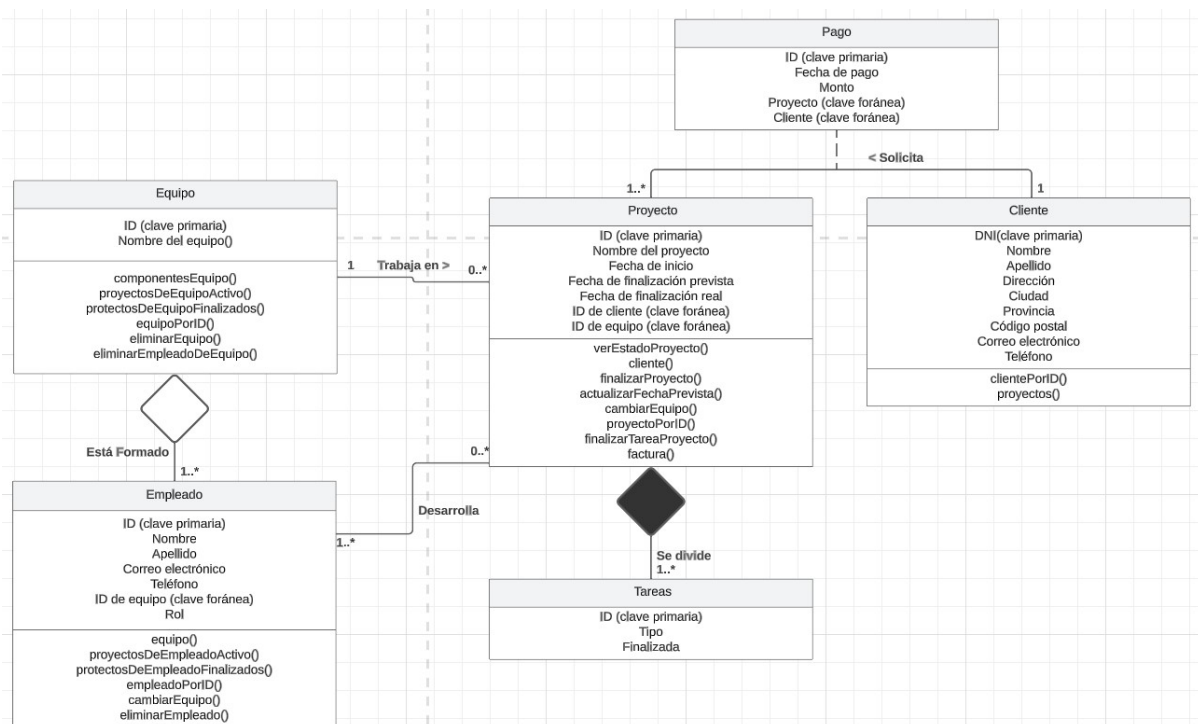 Pago
ID (clave primaria)
Fecha de pago
Monto
Proyecto (clave foránea)
Cliente (clave foránea)
< Solicita
1..*
1
Equipo
ID (clave primaria)
Nombre del equipo()
componentesEquipo()
proyectosDeEquipoActivo()
protectosDeEquipoFinalizados()
equipoPorID()
eliminarEquipo()
eliminarEmpleadoDeEquipo()
1
Trabaja en >
0..*
Proyecto
ID (clave primaria)
Nombre del proyecto
Fecha de inicio
Fecha de finalización prevista
Fecha de finalización real
ID de cliente (clave foránea)
ID de equipo (clave foránea)
verEstadoProyecto()
cliente()
finalizarProyecto()
actualizarFechaPrevista()
cambiarEquipo()
proyectoPorID()
finalizarTareaProyecto()
factura()
Cliente
DNI(clave primaria)
Nombre
Apellido
Dirección
Ciudad
Provincia
Código postal
Correo electrónico
Teléfono
clientePorID()
proyectos()
Está Formado
1..*
0..*
Desarrolla
1..*
Empleado
ID (clave primaria)
Nombre
Apellido
Correo electrónico
Teléfono
ID de equipo (clave foránea)
Rol
equipo()
proyectosDeEmpleadoActivo()
protectosDeEmpleadoFinalizados()
empleadoPorID()
cambiarEquipo()
eliminarEmpleado()
Se divide
1..*
Tareas
ID (clave primaria)
Tipo
Finalizada